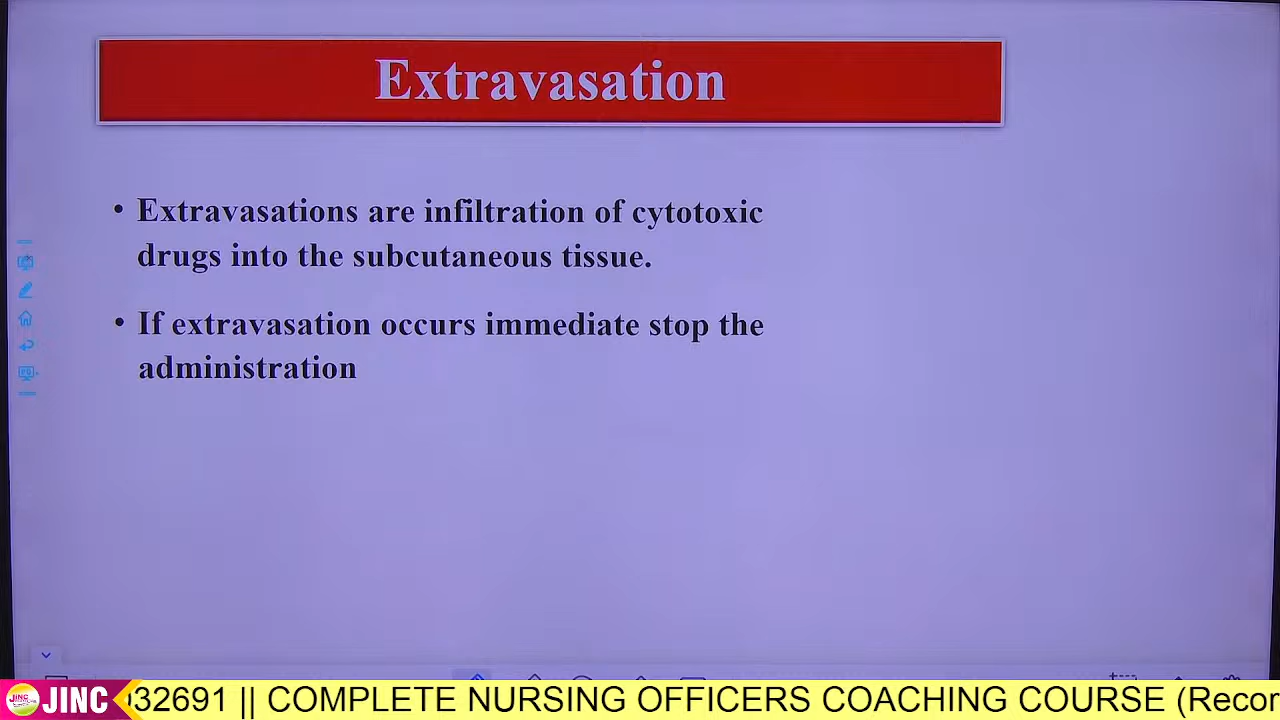 Extravasation
• Extravasations are infiltration of cytotoxic
drugs into the subcutaneous tissue.
• If extravasation occurs immediate stop the
administration
JINC 032691 || COMPLETE NURSING OFFICERS COACHING COURSE (Recor